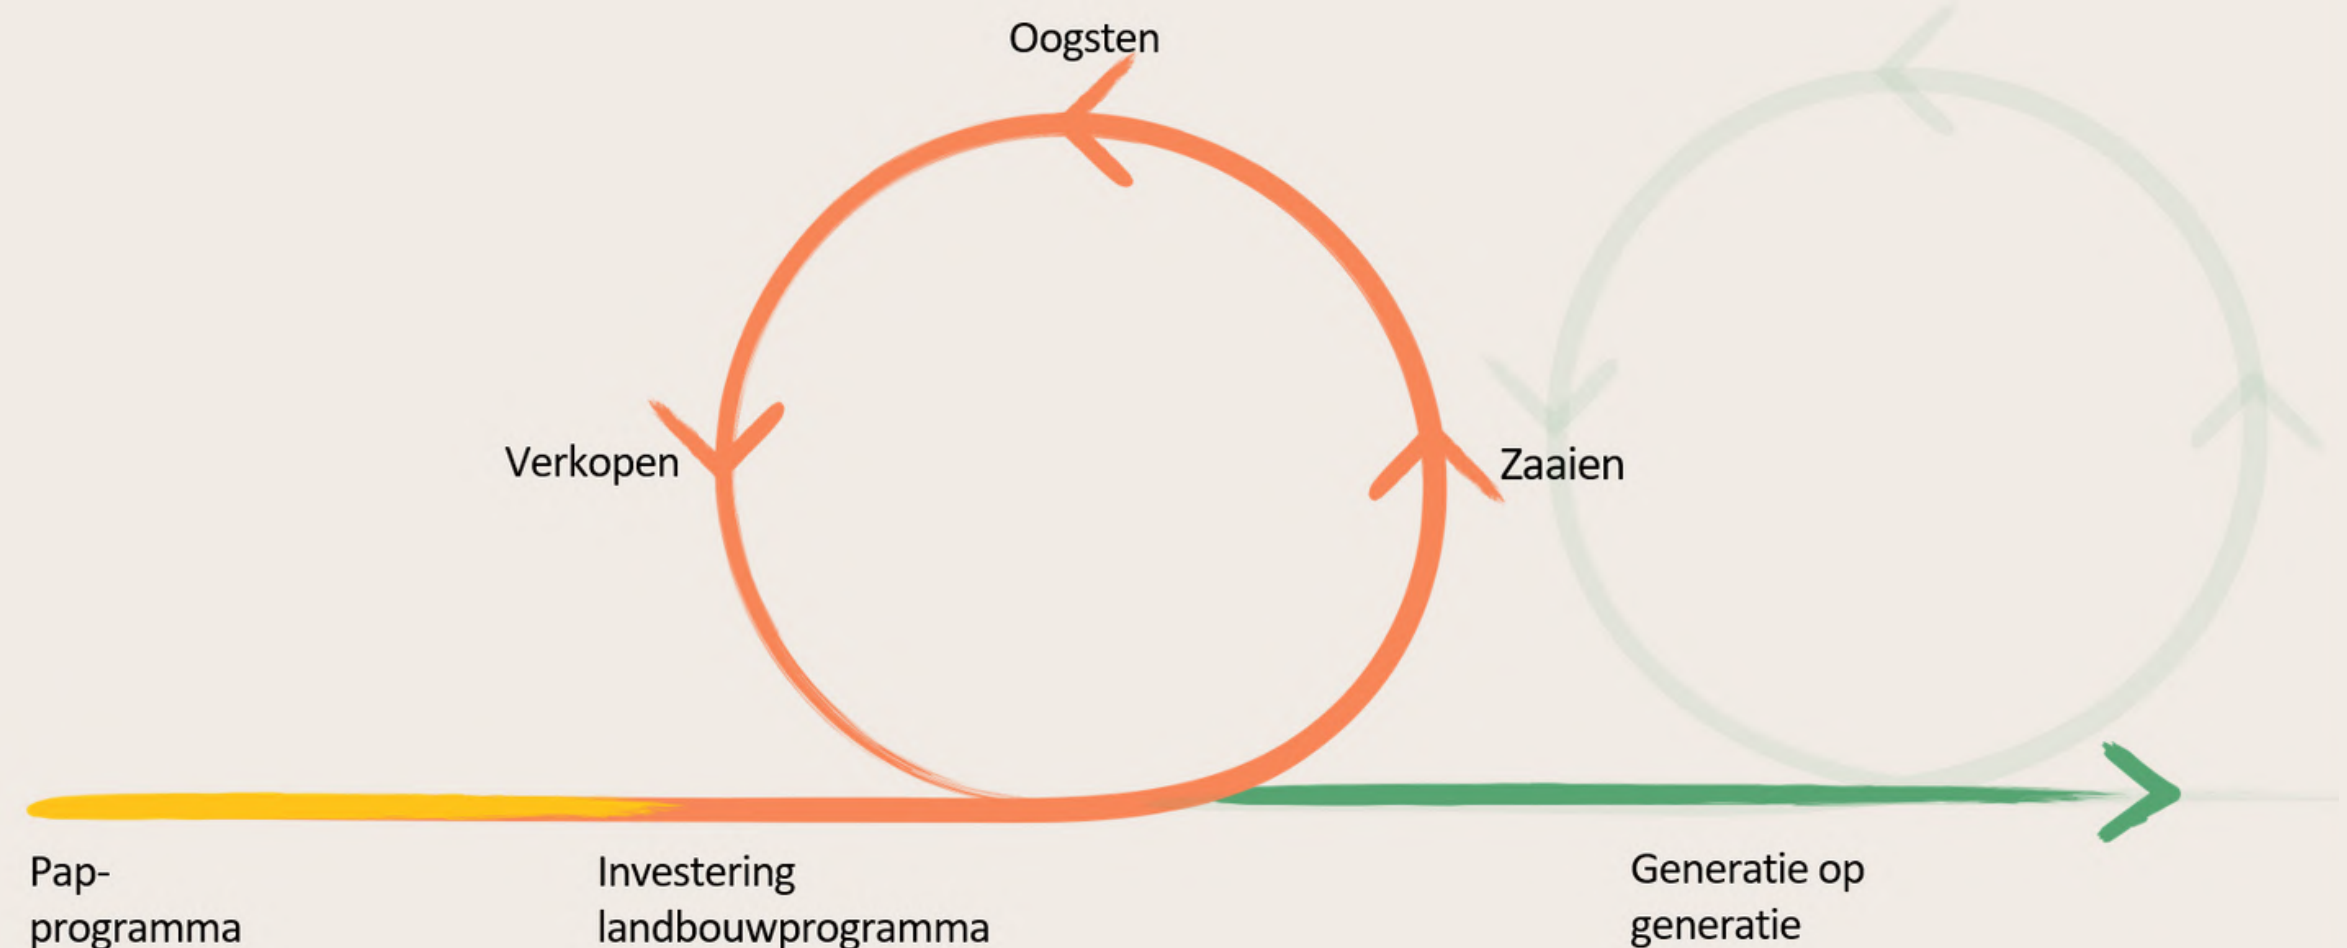 Oogsten
Verkopen
Zaaien
Pap-
programma
Investering
landbouwprogramma
Generatie op
generatie